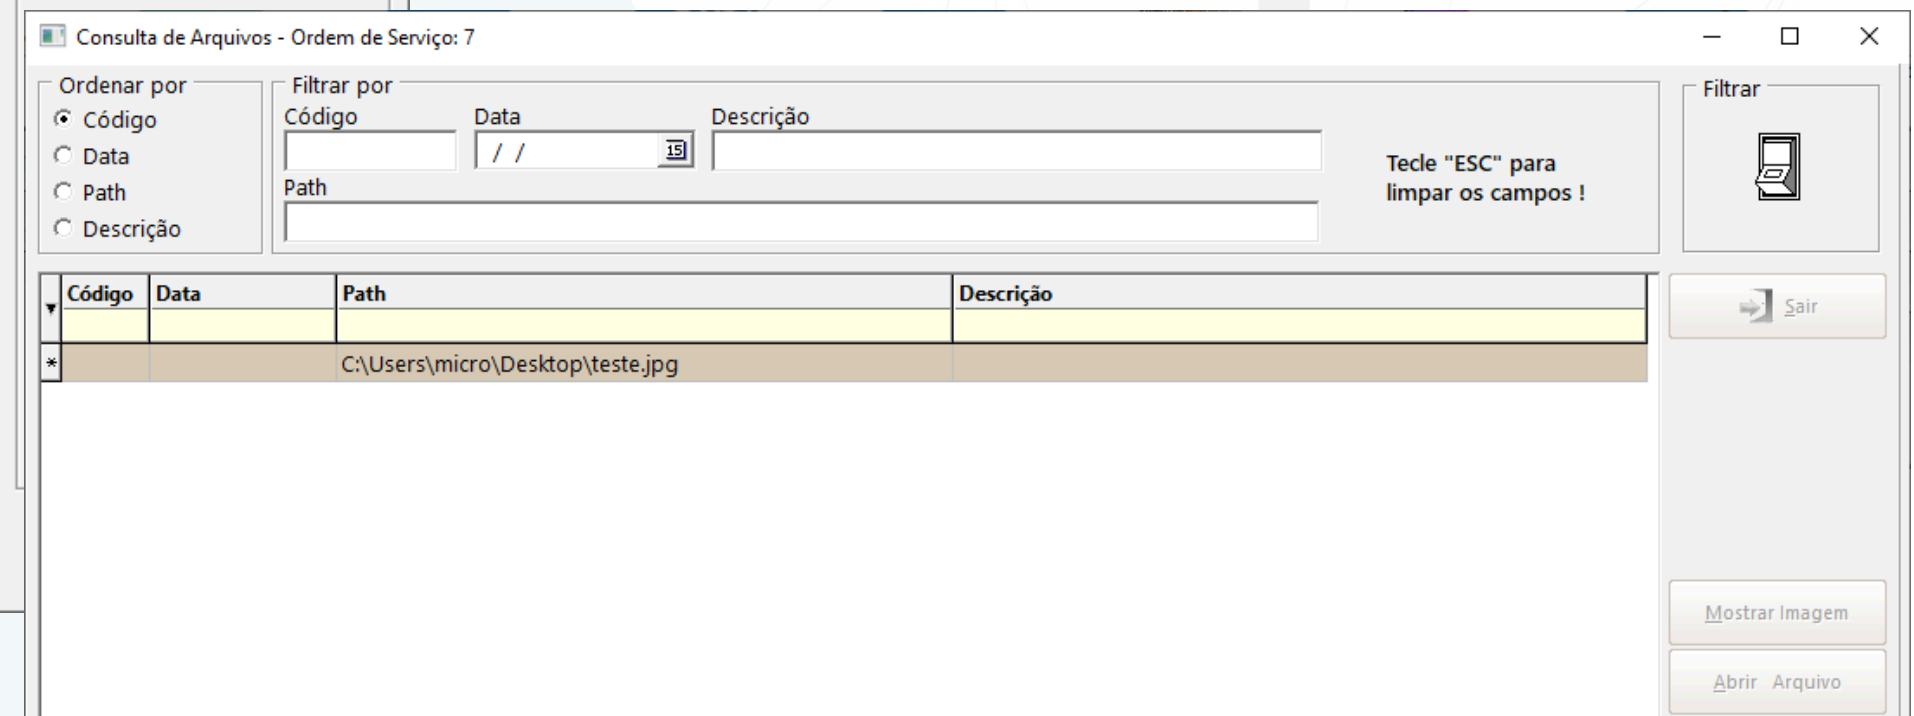 Consulta de Arquivos - Ordem de Serviço: 7
Ordenar por
Código
Data
Path
Descrição
Filtrar por
Código Data Descrição
/ / 15
Path
Tecle "ESC" para
limpar os campos !
Filtrar
Código Data Path Descrição
* C:\Users\micro\Desktop\teste.jpg
Sair
Mostrar Imagem
Abrir Arquivo